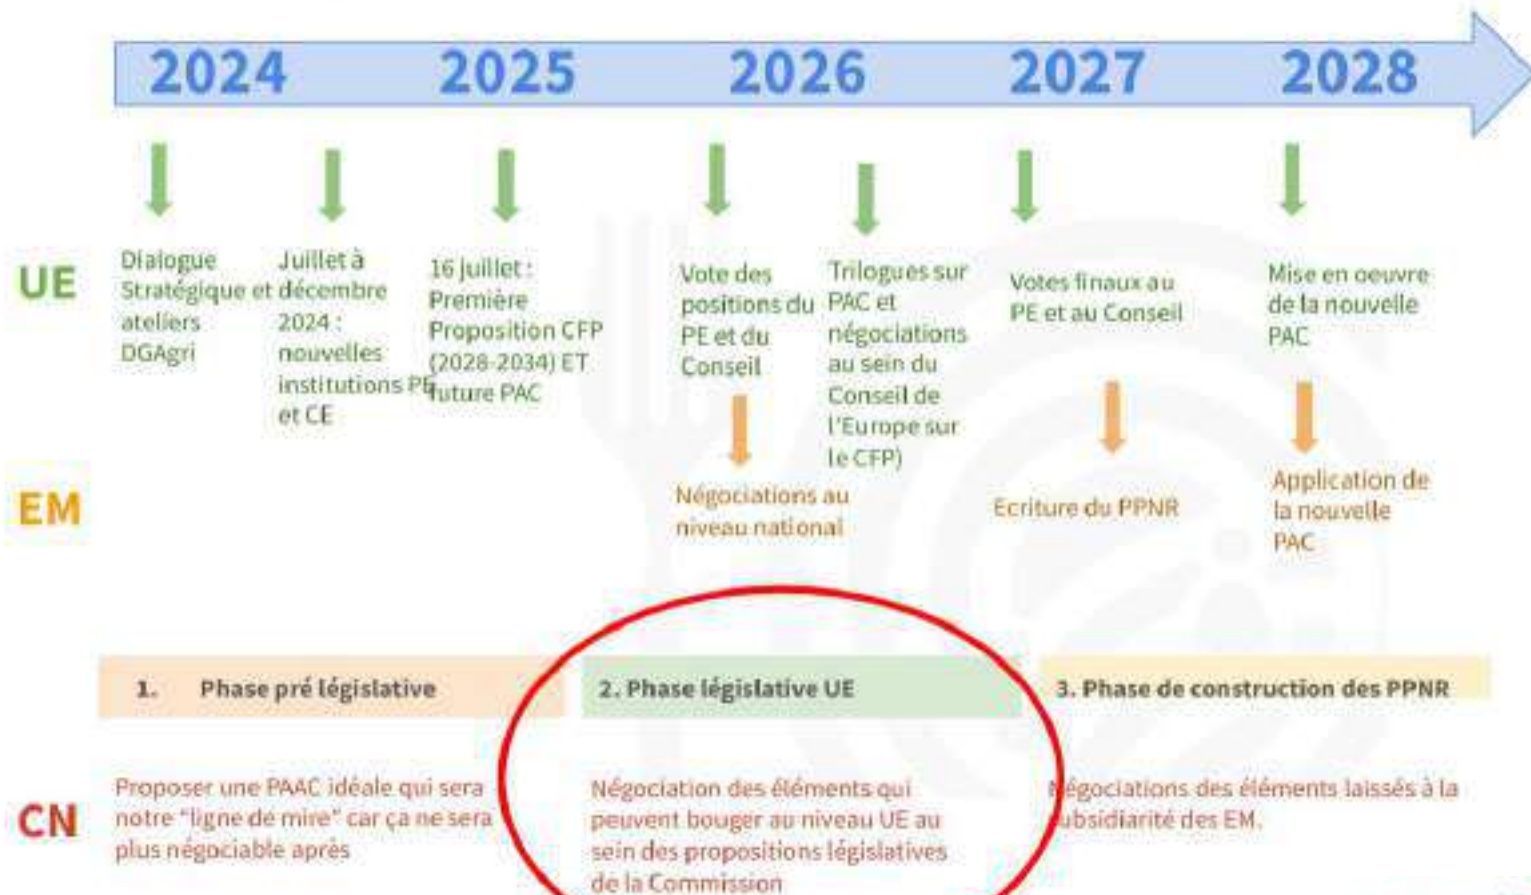 2024 2025 2026 2027 2028
UE
Dialogue
Stratégique et
ateliers
DGAgri
Juillet à
décembre
2024 :
nouvelles
institutions PE
et CE
16 juillet :
Première
Proposition CFP
(2028-2034) ET
future PAC
Vote des
positions du
PE et du
Conseil
Trilogues sur
PAC et
négociations
au sein du
Conseil de
l'Europe sur
le CFP)
Votes finaux au
PE et au Conseil
Mise en oeuvre
de la nouvelle
PAC
EM
Négociations au
niveau national
Ecriture du PPNR
Application de
la nouvelle
PAC
1. Phase pré législative
2. Phase législative UE
3. Phase de construction des PPNR
CN
Proposer une PAAC idéale qui sera
notre "ligne de mire" car ça ne sera
plus négociable après
Négociation des éléments qui
peuvent bouger au niveau UE au
sein des propositions législatives
de la Commission
Négociations des éléments laissés à la
subsidiarité des EM.